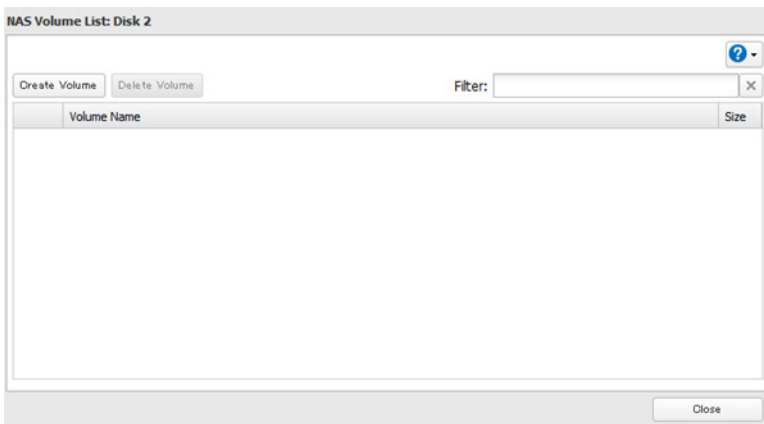 NAS Volume List: Disk 2
?
Create Volume Delete Volume Filter:
Volume Name Size
Close